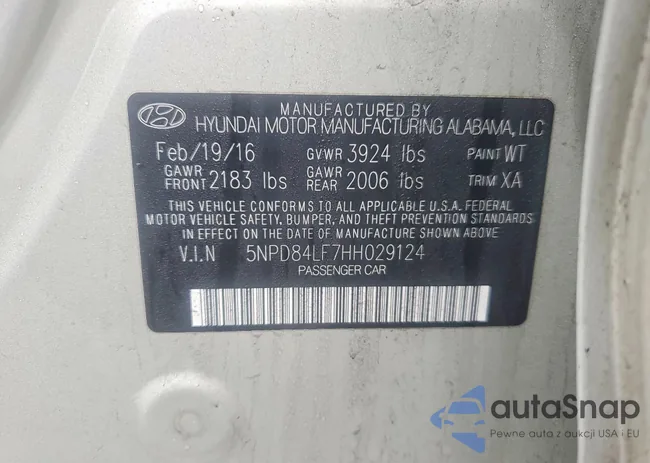 MANUFACTURED BY
HYUNDAI MOTOR MANUFACTURING ALABAMA, LLC
Feb/19/16 GVWR 3924 lbs PAINT WT
GAWR FRONT 2183 lbs GAWR REAR 2006 lbs TRIM XA
THIS VEHICLE CONFORMS TO ALL APPLICABLE U.S.A. FEDERAL
MOTOR VEHICLE SAFETY, BUMPER, AND THEFT PREVENTION STANDARDS
IN EFFECT ON THE DATE OF MANUFACTURE SHOWN ABOVE
V.I.N 5NPD84LF7HH029124
PASSENGER CAR
autaSnap
Pewne auta z aukcji USA i EU